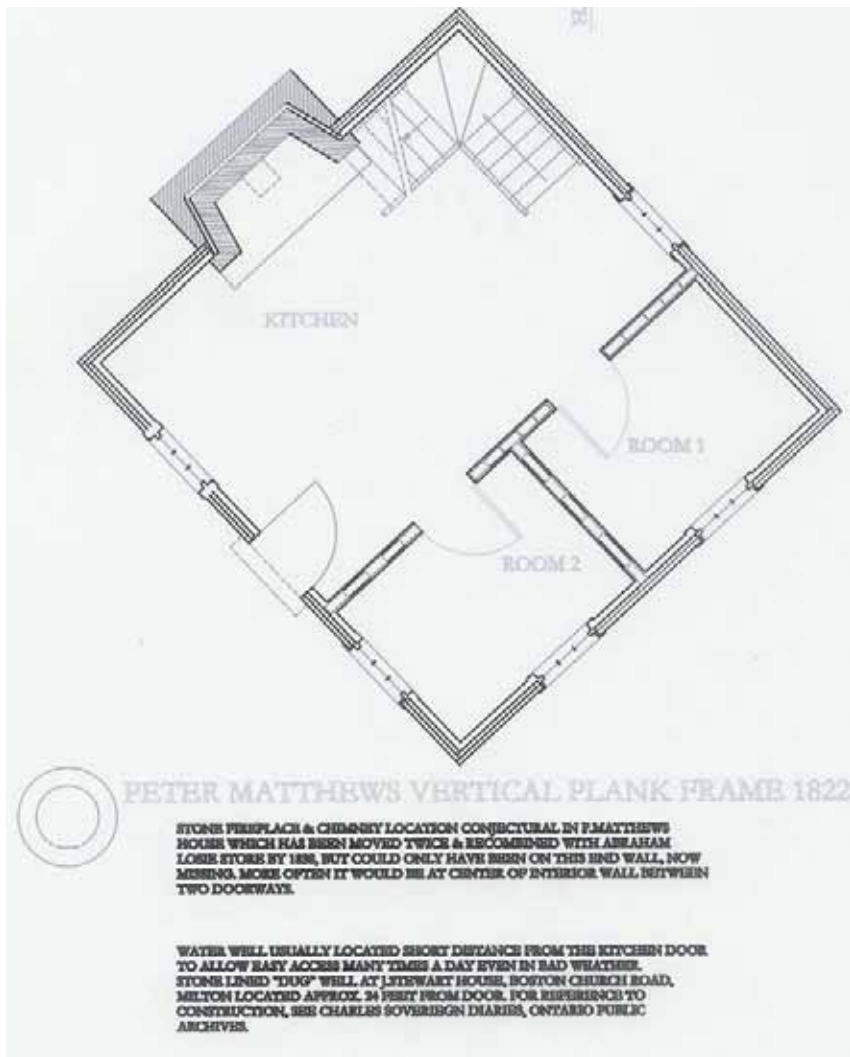 KITCHEN
ROOM 1
ROOM 2
PETER MATTHEWS VERTICAL PLANK FRAME 1822
STONE FIREPLACE & CHIMNEY LOCATION CONJECTURAL IN P.MATTHEWS
HOUSE WHICH HAS BEEN MOVED TWICE & RECOMBINED WITH ABRAHAM
LOSIE STORE BY 1838, BUT COULD ONLY HAVE BEEN ON THIS END WALL, NOW
MISSING. MORE OFTEN IT WOULD BE AT CENTER OF INTERIOR WALL BETWEEN
TWO DOORWAYS.
WATER WELL USUALLY LOCATED SHORT DISTANCE FROM THE KITCHEN DOOR
TO ALLOW EASY ACCESS MANY TIMES A DAY EVEN IN BAD WEATHER.
STONE LINED "DUG" WELL AT J.STEWART HOUSE, BOSTON CHURCH ROAD,
MILTON LOCATED APPROX. 24 FEET FROM DOOR. FOR REFERENCE TO
CONSTRUCTION, SEE CHARLES SOVERIEGN DIARIES, ONTARIO PUBLIC
ARCHIVES.